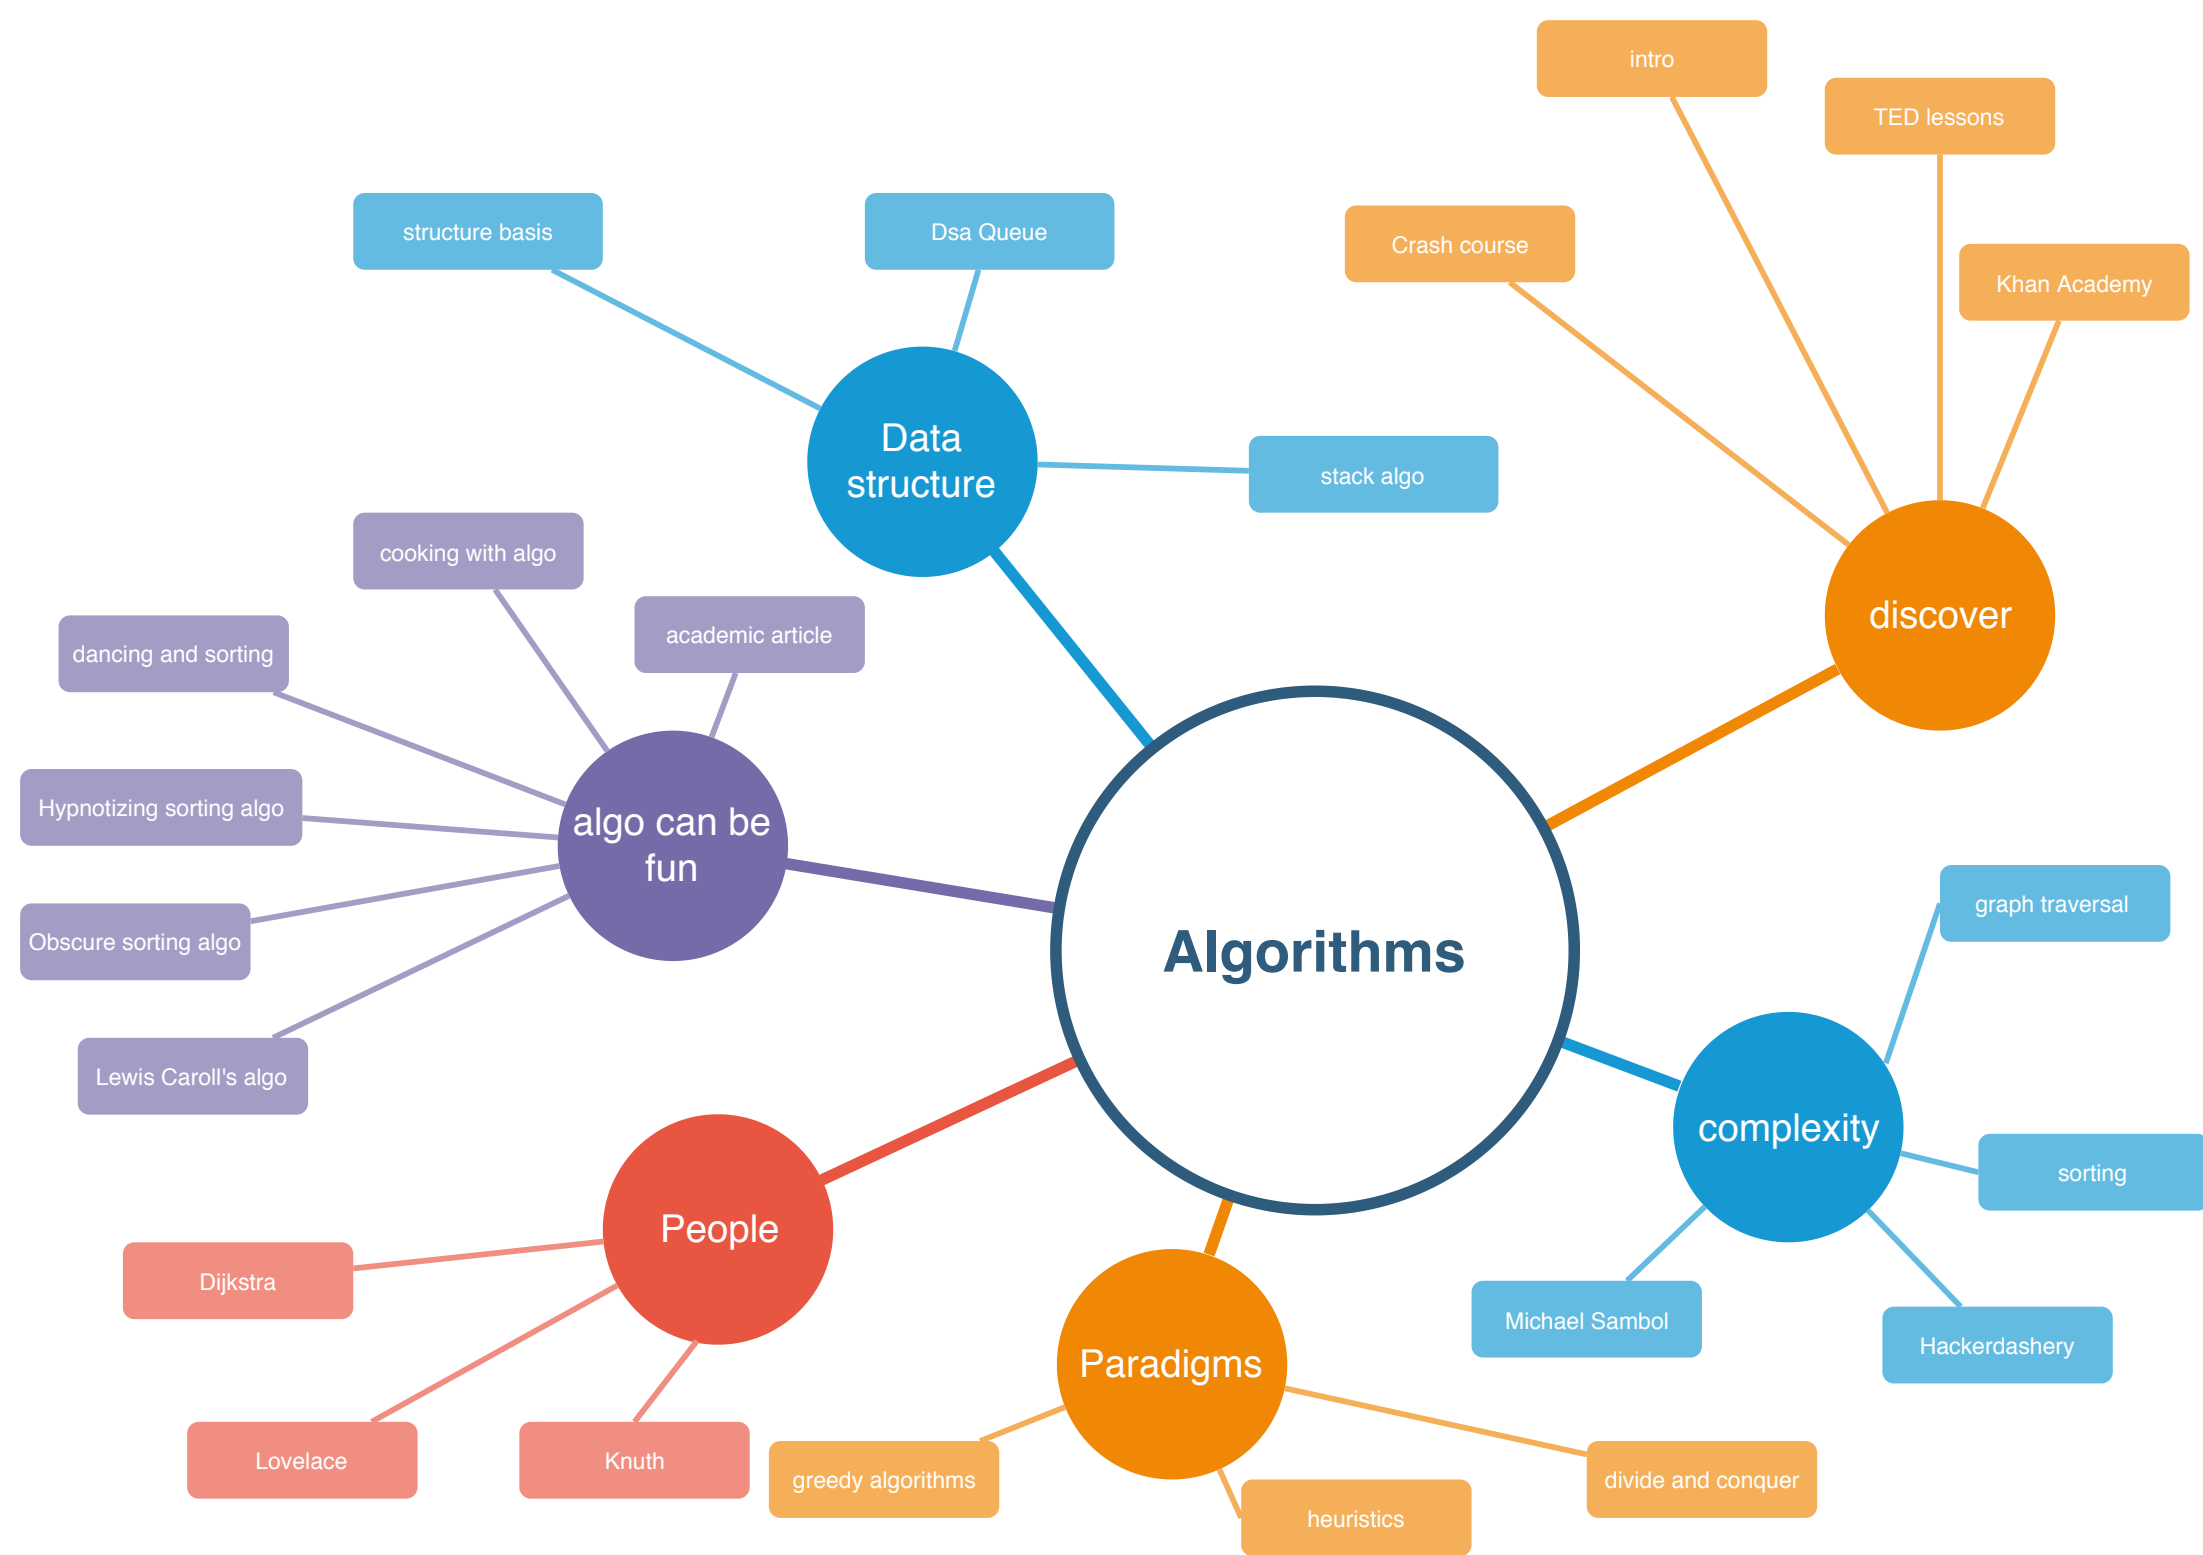 intro
TED lessons
structure basis
Dsa Queue
Crash course
Khan Academy
Data
structure
stack algo
cooking with algo
academic article
dancing and sorting
discover
Hypnotizing sorting algo
algo can be
fun
graph traversal
Obscure sorting algo
Algorithms
Lewis Caroll's algo
complexity
sorting
People
Dijkstra
Michael Sambol
Hackerdashery
Paradigms
Lovelace
Knuth
greedy algorithms
divide and conquer
heuristics